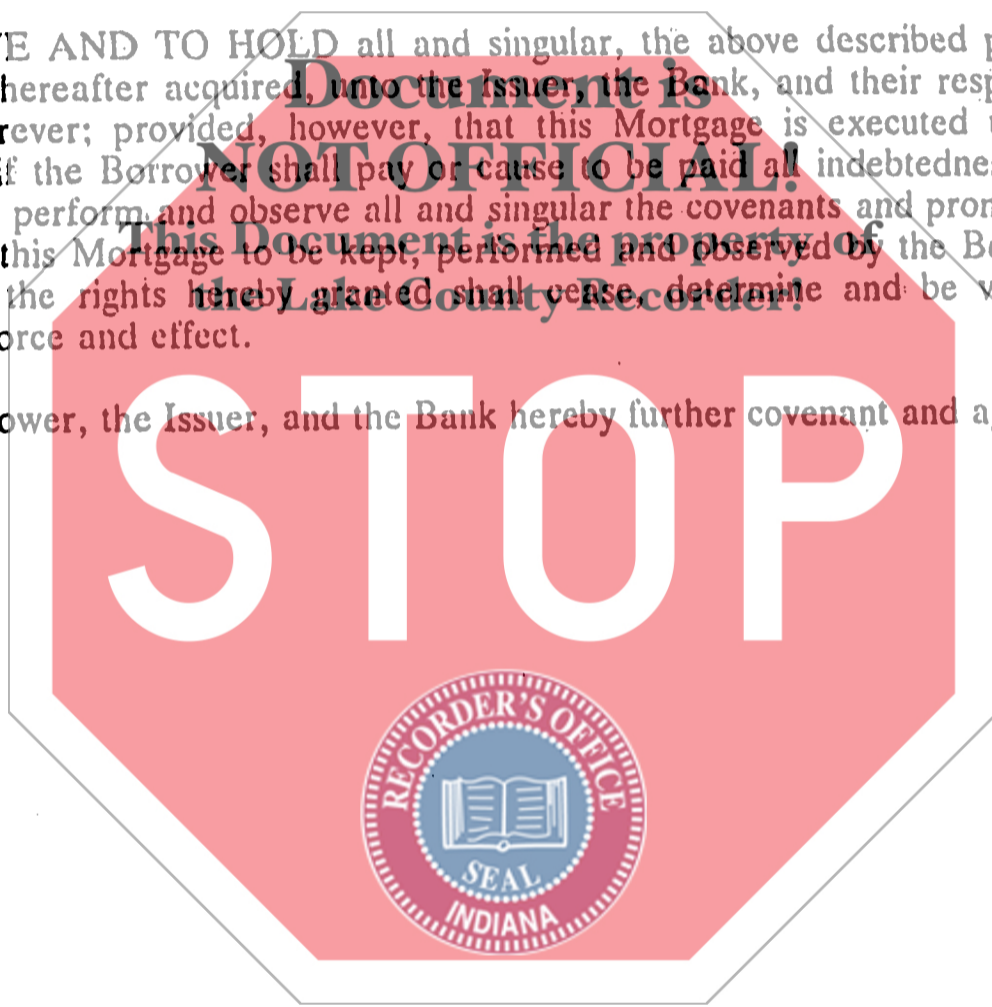 E AND TO HOLD all and singular, the above described
hereafter acquired, unto the Issuer, the Bank, and their
rever; provided, however, that this Mortgage is executed
if the Borrower shall pay or cause to be paid all
perform and observe all and singular the covenants and
this Mortgage to be kept, performed and observed by the
the rights hereby granted shall cease, determine and be
orce and effect.
ower, the Issuer, and the Bank hereby further covenant and
Document is
NOT OFFICIAL!
This Document is the property of
the Lake County Recorder!
STOP
RECORDER'S OFFICE
SEAL
INDIANA